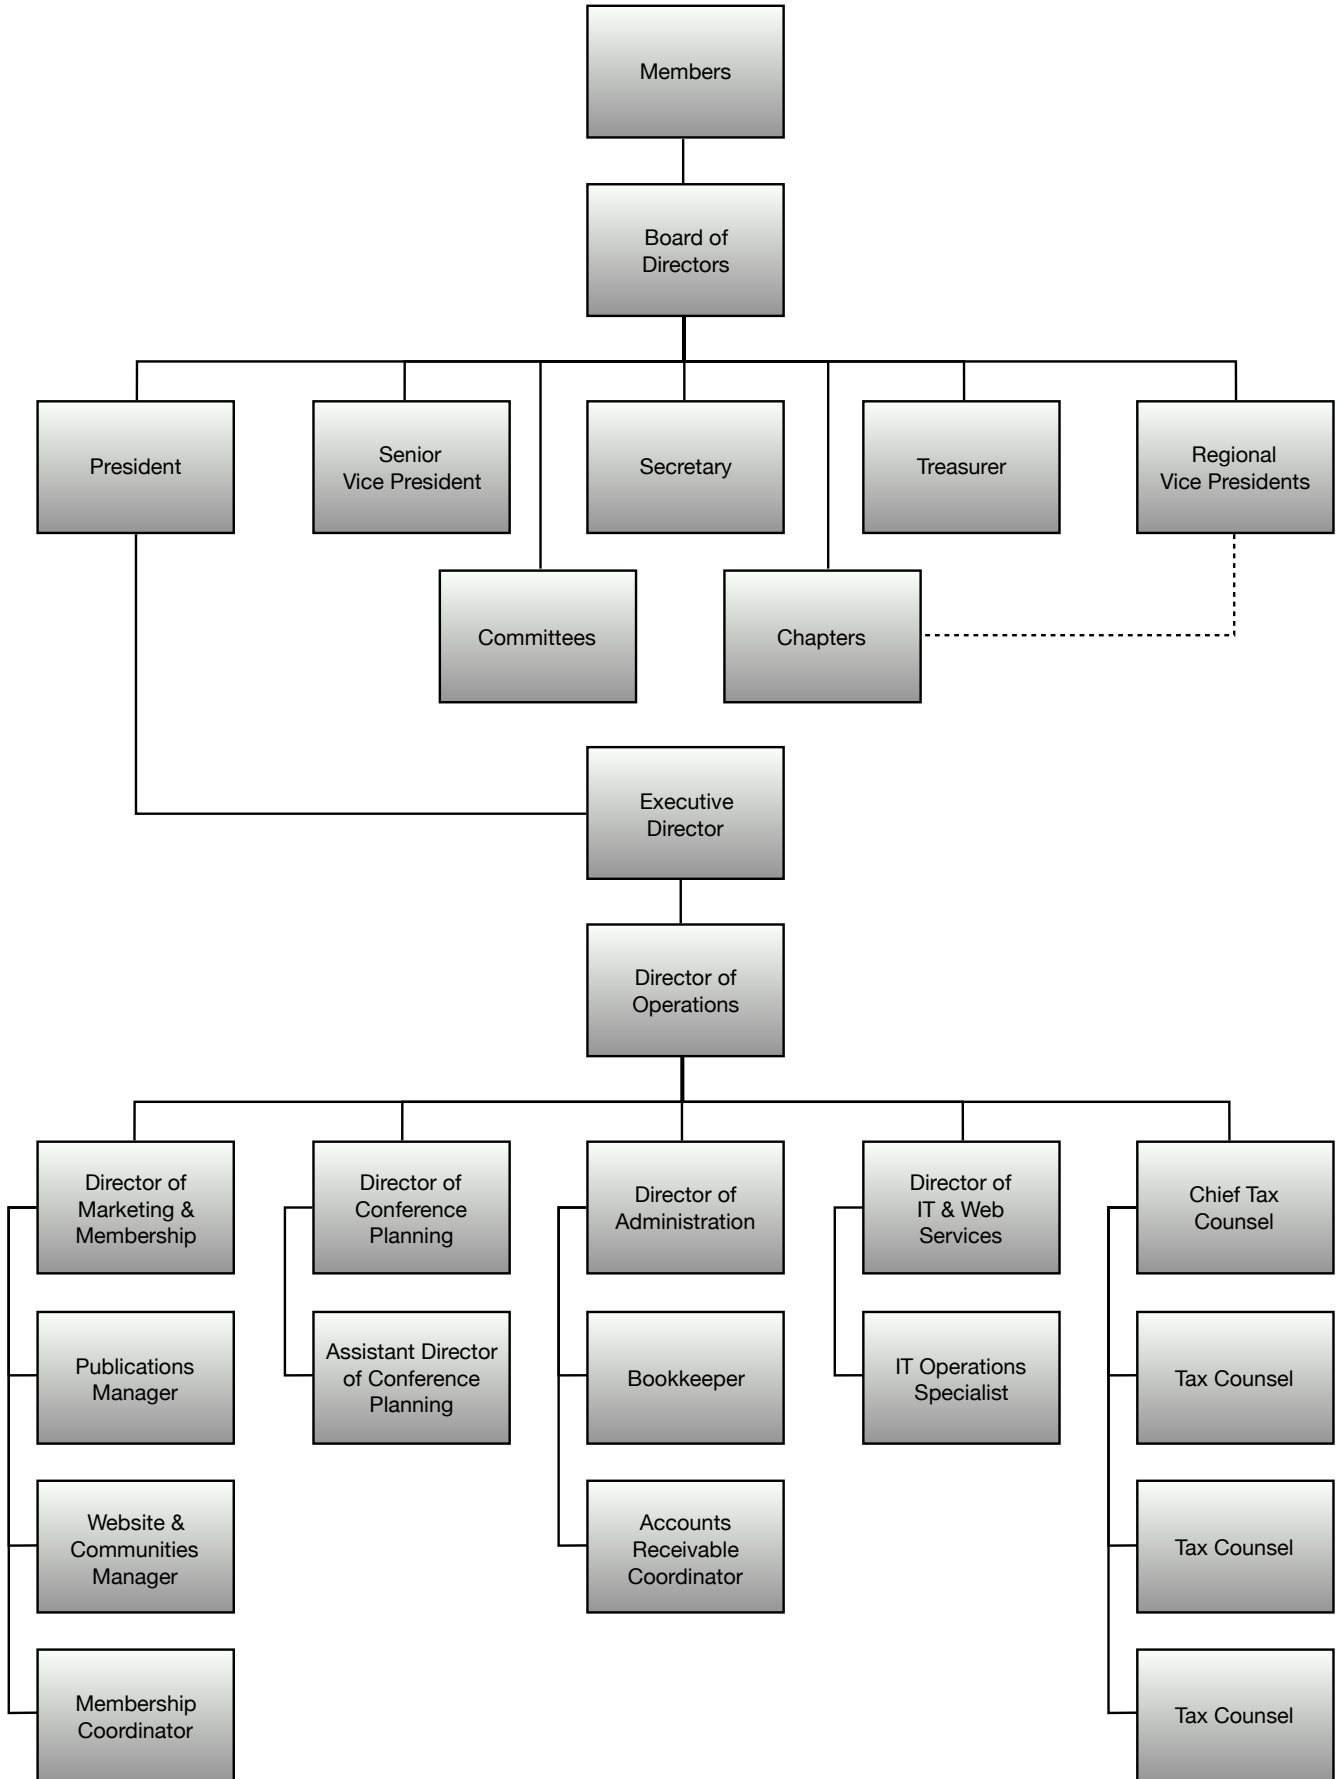 Members
Board of
Directors
President
Senior
Vice President
Secretary
Treasurer
Regional
Vice Presidents
Committees
Chapters
Executive
Director
Director of
Operations
Director of
Marketing &
Membership
Director of
Conference
Planning
Director of
Administration
Director of
IT & Web
Services
Chief Tax
Counsel
Publications
Manager
Assistant Director
of Conference
Planning
Bookkeeper
IT Operations
Specialist
Tax Counsel
Website &
Communities
Manager
Accounts
Receivable
Coordinator
Tax Counsel
Membership
Coordinator
Tax Counsel